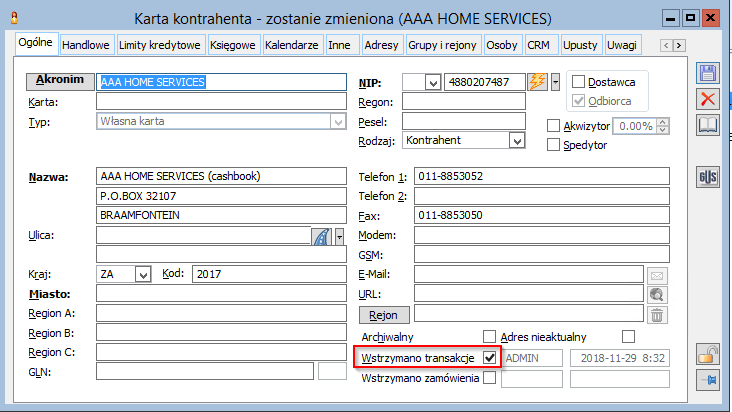 Karta kontrahenta - zostanie zmieniona (AAA HOME SERVICES)
Ogólne Handlowe Limity kredytowe Księgowe Kalendarze Inne Adresy Grupy i rejony Osoby CRM Upusty Uwagi
Akronim AAA HOME SERVICES NIP: 4880207487 Dostawca
Karta: Regon: Odbiorca
Typ: Własna karta Pesel: Akwizytor 0.00%
Rodzaj: Kontrahent Spedytor
Nazwa: AAA HOME SERVICES (cashbook) Telefon 1: 011-8853052
P.O.BOX 32107 Telefon 2:
BRAAMFONTEIN Fax: 011-8853050
Ulica: Modem:
GSM:
Kraj: ZA Kod: 2017 E-Mail:
Miasto: URL:
Region A: Rejon
Region B: Archiwalny Adres nieaktualny
Region C: Wstrzymano transakcje ADMIN 2018-11-29 8:32
GLN: Wstrzymano zamówienia
GUS